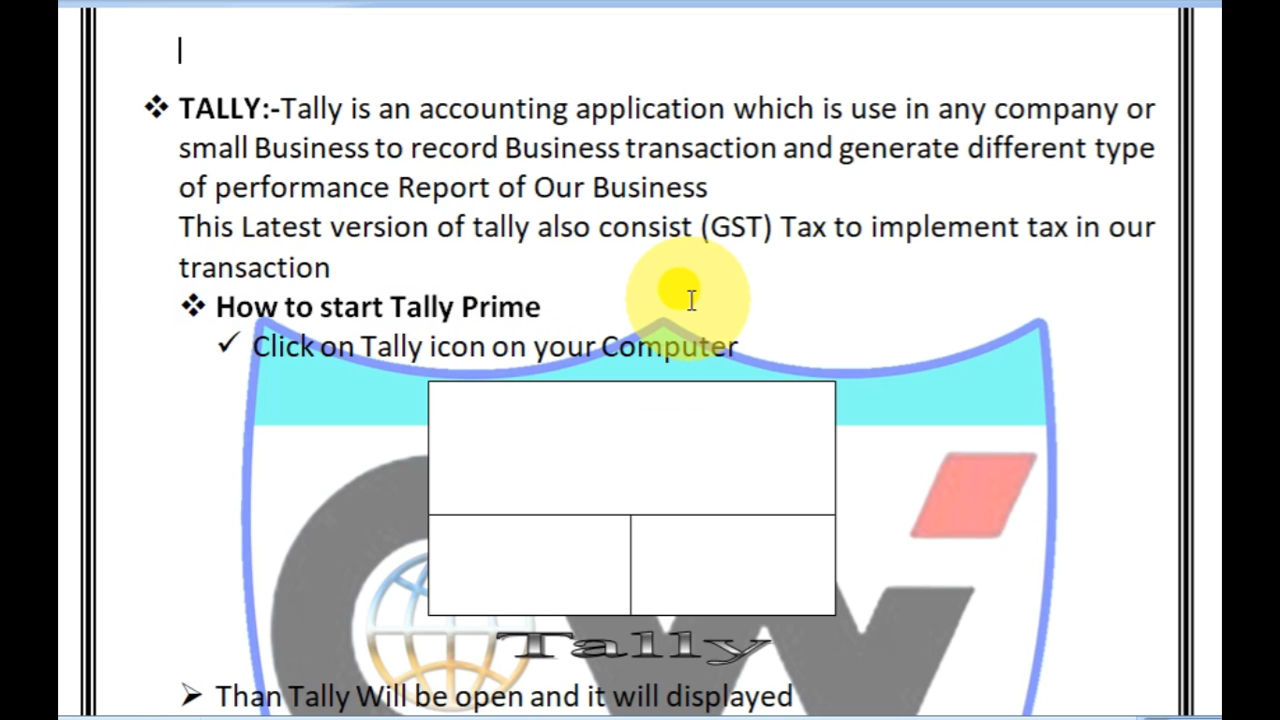 ❖ TALLY:-Tally is an accounting application which is use in any company or
small Business to record Business transaction and generate different type
of performance Report of Our Business
This Latest version of tally also consist (GST) Tax to implement tax in our
transaction
❖ How to start Tally Prime
✓ Click on Tally icon on your Computer
Tally
➢ Than Tally Will be open and it will displayed